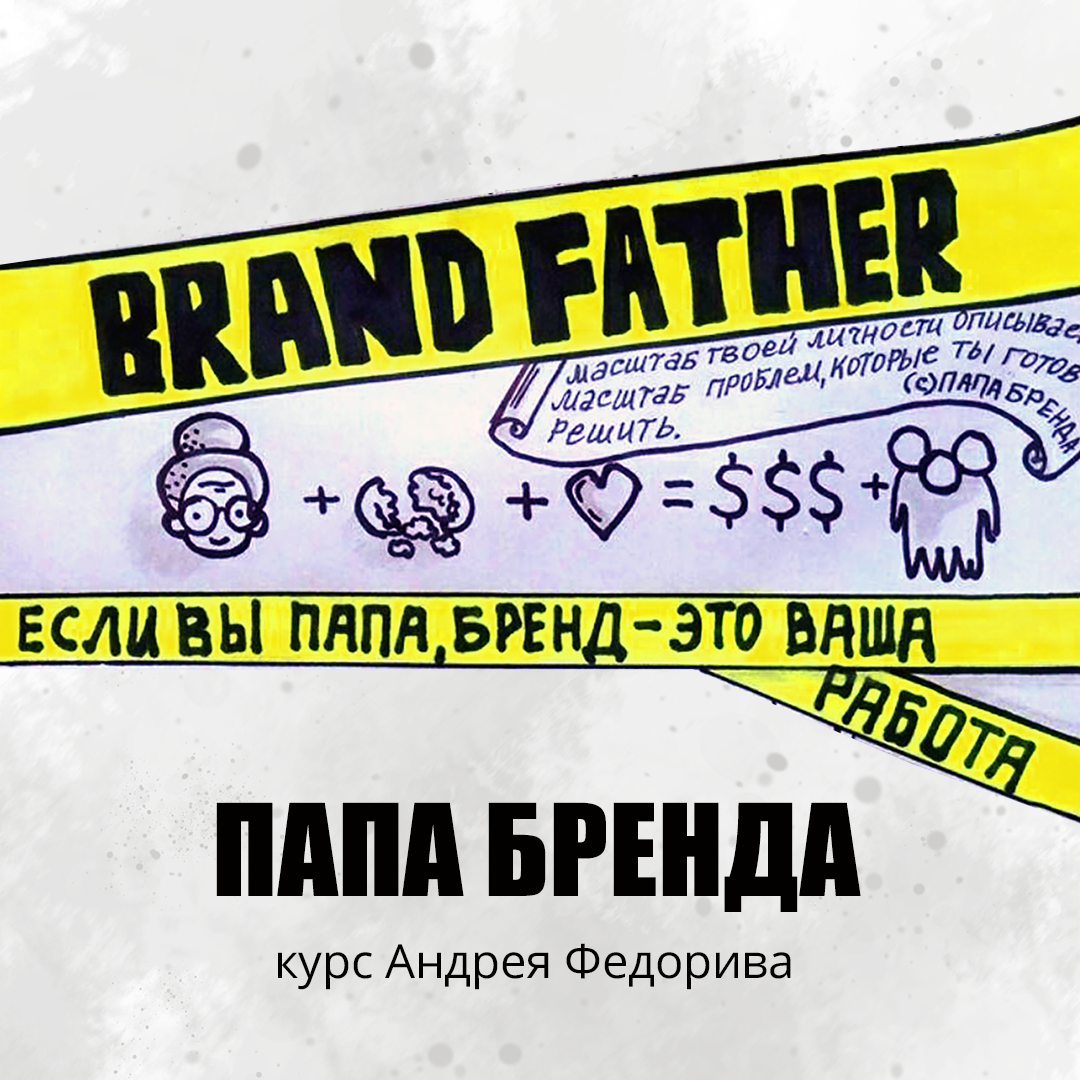 BRAND FATHER
масштаб твоей личности описывае
масштаб проблем, которые ты готов
решить.
(с) ПАПА БРЕНДА
+ + = $$$ +
ЕСЛИ ВЫ ПАПА, БРЕНД - ЭТО ВАША
РАБОТА
ПАПА БРЕНДА
курс Андрея Федорива